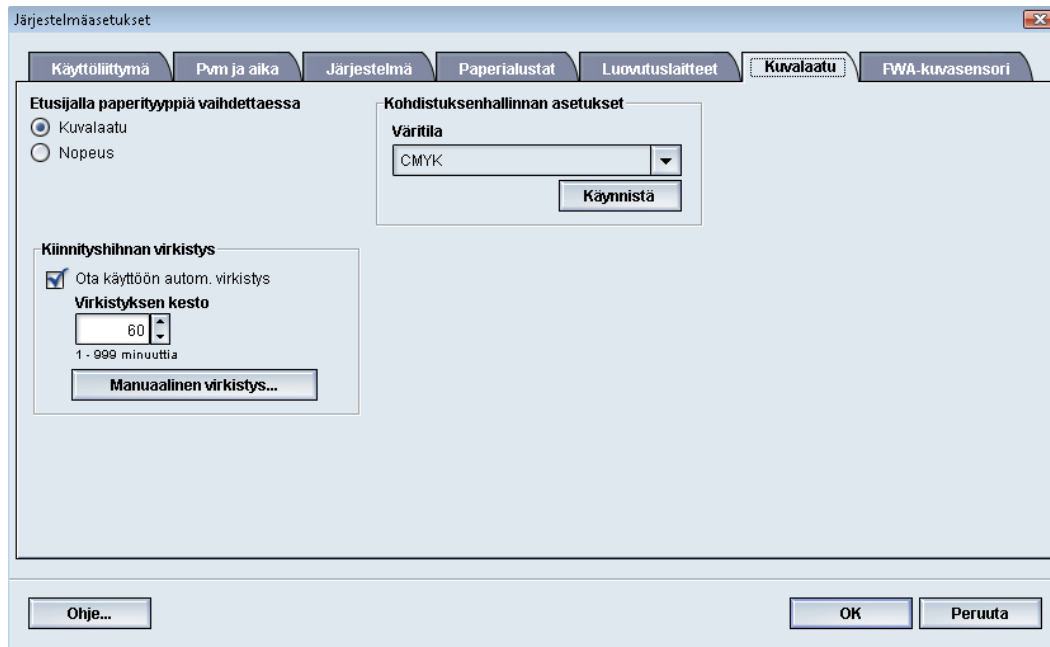 Järjestelmäasetukset
Käyttöliittymä Pvm ja aika Järjestelmä Paperialustat Luovutuslaitteet Kuvalaatu FWA-kuvasensori
Etusijalla paperityyppiä vaihdettaessa
Kuvalaatu
Nopeus
Kohdistuksenhallinnan asetukset
Väritila
CMYK
Käynnistä
Kiinnityshihnan virkistys
Ota käyttöön autom. virkistys
Virkistyksen kesto
60
1 - 999 minuuttia
Manuaalinen virkistys...
Ohje... OK Peruuta